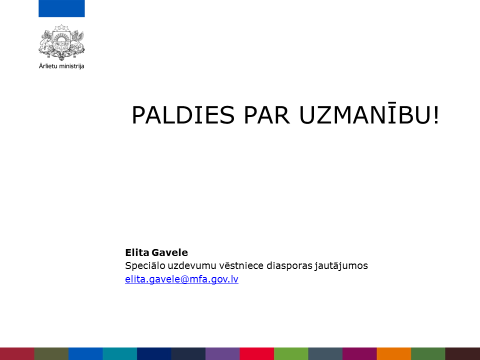 Ārlietu ministrija
PALDIES PAR UZMANĪBU!
Elita Gavele
Speciālo uzdevumu vēstniece diasporas jautājumos
elita.gavele@mfa.gov.lv